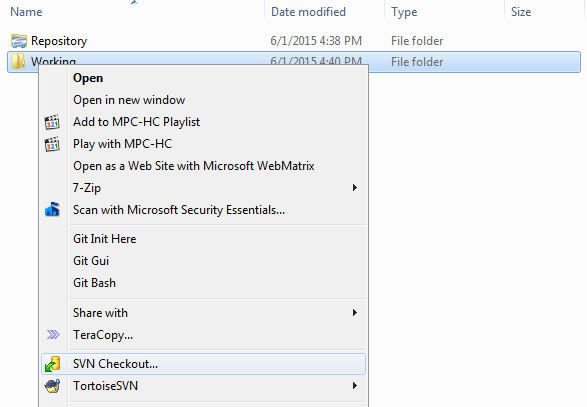 Name Date modified Type Size
Repository 6/1/2015 4:38 PM File folder
Working 6/1/2015 4:40 PM File folder
Open
Open in new window
Add to MPC-HC Playlist
Play with MPC-HC
Open as a Web Site with Microsoft WebMatrix
7-Zip
Scan with Microsoft Security Essentials...
Git Init Here
Git Gui
Git Bash
Share with
TeraCopy...
SVN Checkout...
TortoiseSVN